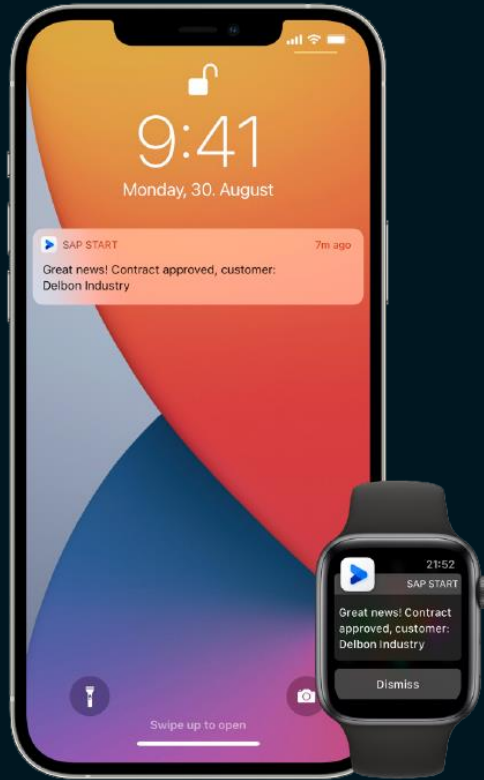 9:41
Monday, 30. August
SAP START 7m ago
Great news! Contract approved, customer:
Delbon Industry
Swipe up to open
21:52
SAP START
Great news! Contract
approved, customer:
Delbon Industry
Dismiss